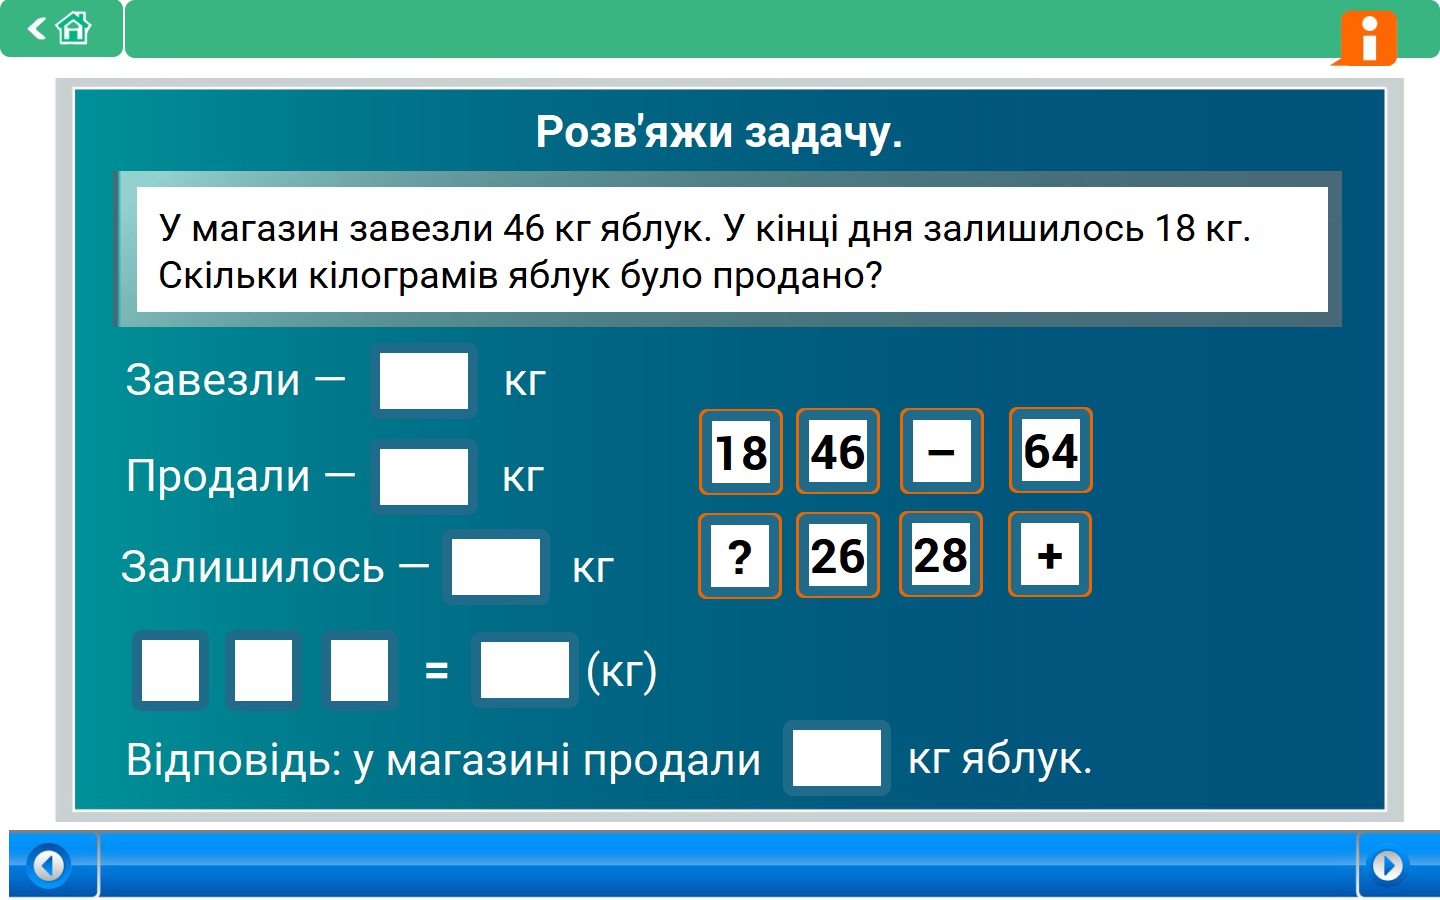 Розв'яжи задачу.
У магазин завезли 46 кг яблук. У кінці дня залишилось 18 кг.
Скільки кілограмів яблук було продано?
Завезли — кг
Продали — кг
Залишилось — кг
18 46 – 64
? 26 28 +
= (кг)
Відповідь: у магазині продали кг яблук.